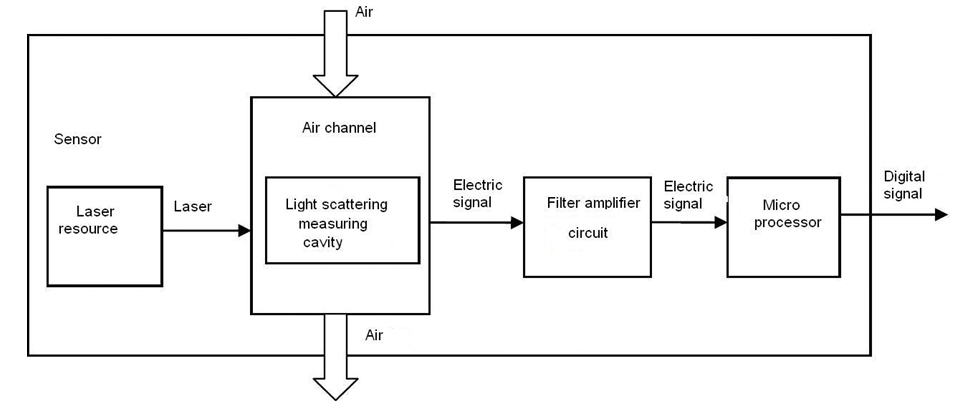 Air
Sensor
Air channel
Laser
resource
Laser
Light scattering
measuring
cavity
Electric
signal
Filter amplifier
circuit
Electric
signal
Micro
processor
Digital
signal
Air